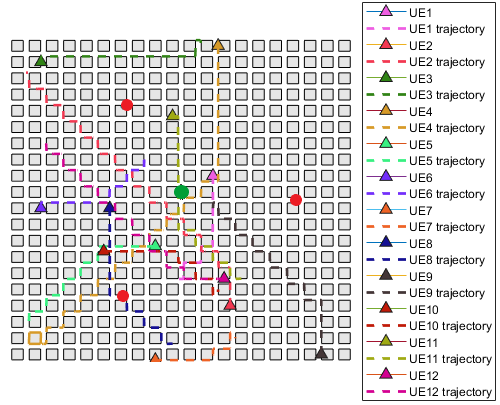 UE1
UE1 trajectory
UE2
UE2 trajectory
UE3
UE3 trajectory
UE4
UE4 trajectory
UE5
UE5 trajectory
UE6
UE6 trajectory
UE7
UE7 trajectory
UE8
UE8 trajectory
UE9
UE9 trajectory
UE10
UE10 trajectory
UE11
UE11 trajectory
UE12
UE12 trajectory